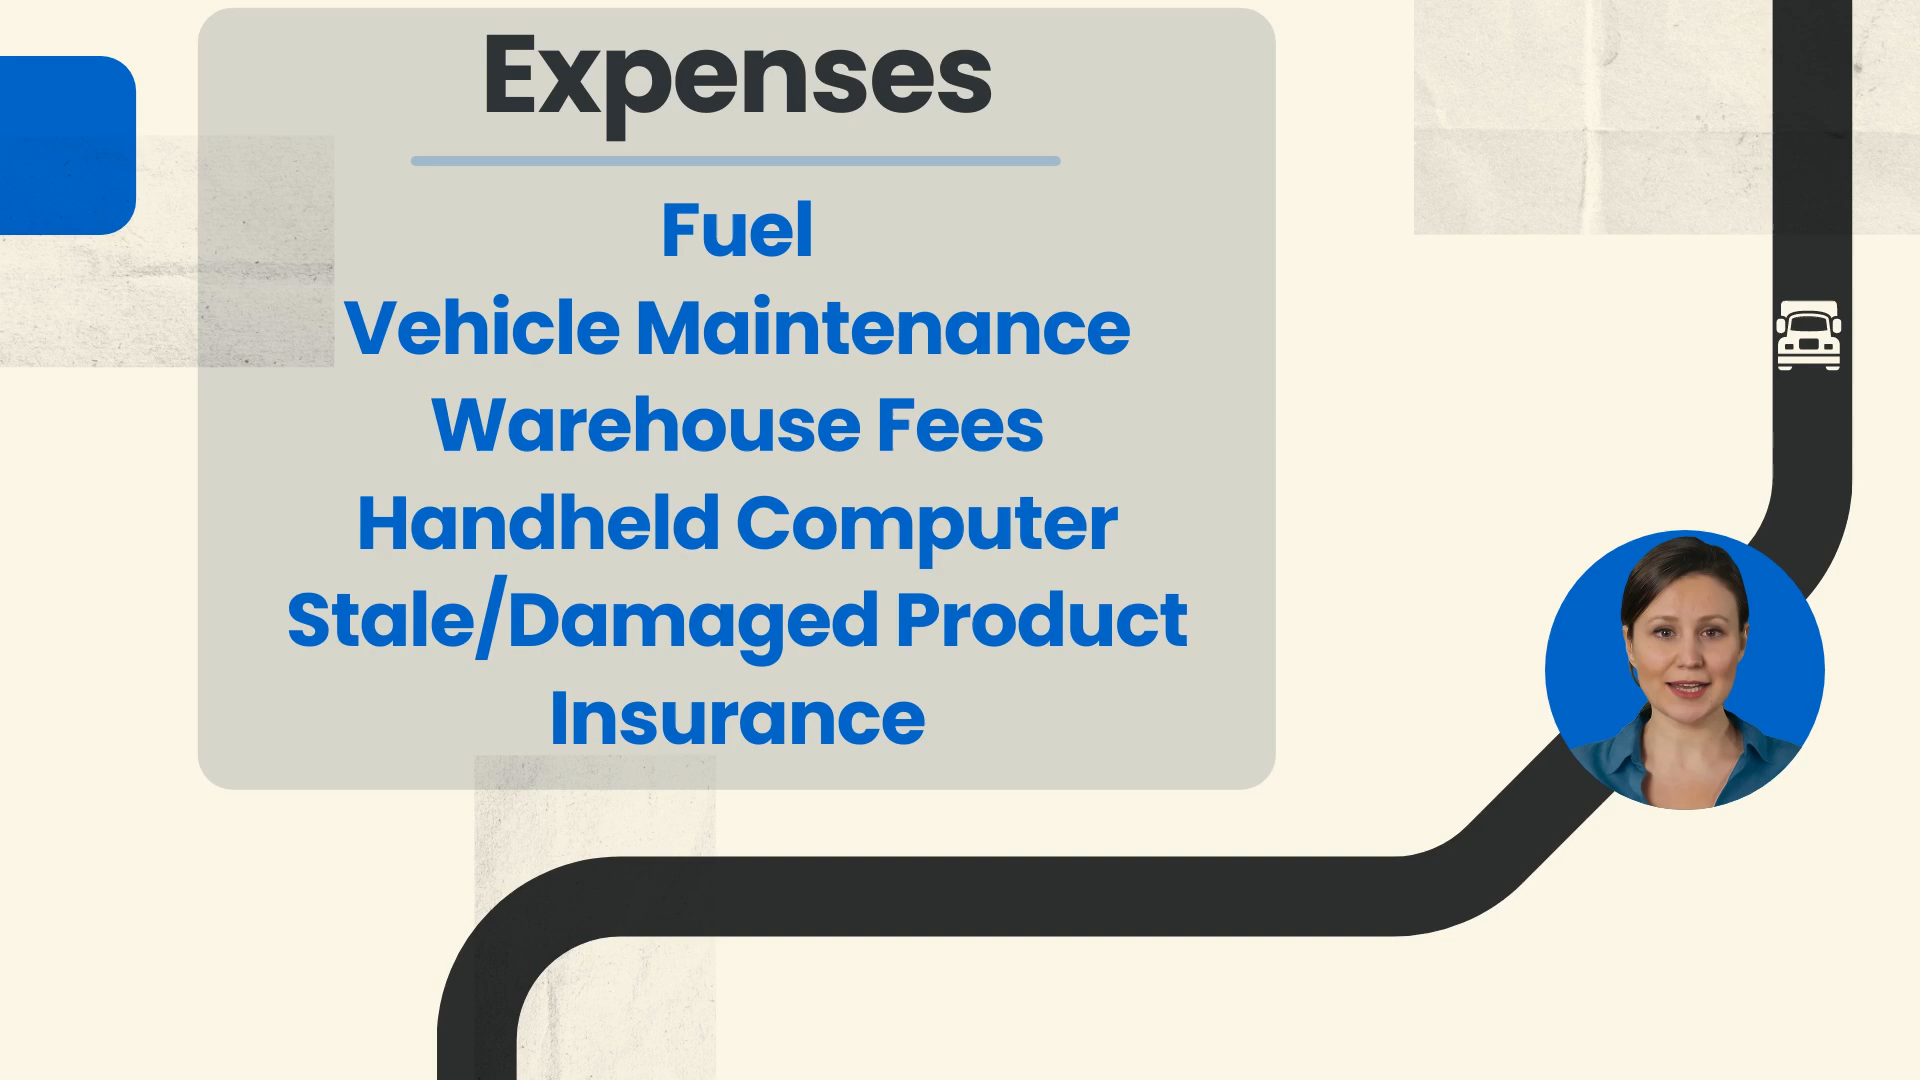 Expenses
Fuel
Vehicle Maintenance
Warehouse Fees
Handheld Computer
Stale/Damaged Product
Insurance